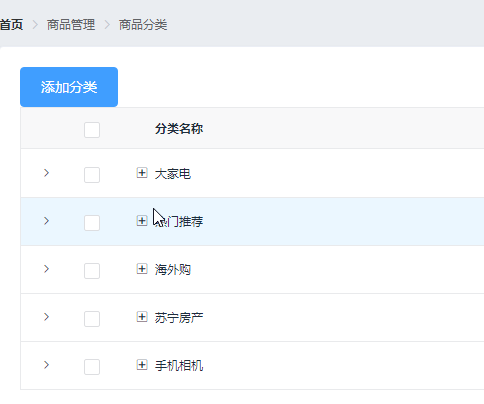 首页 > 商品管理 > 商品分类
添加分类
分类名称
大家电
热门推荐
海外购
苏宁房产
手机相机